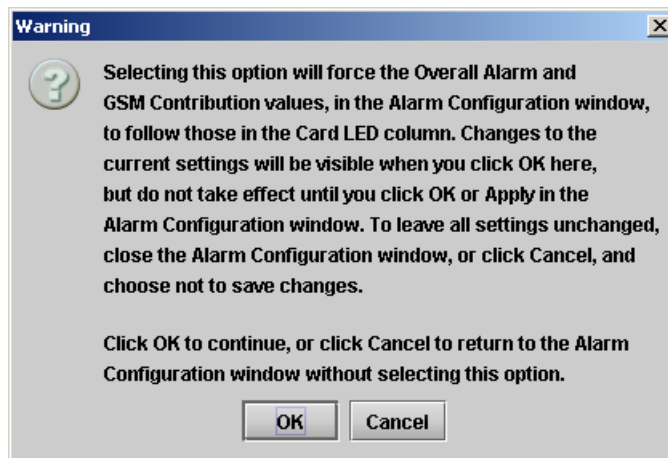 Warning
Selecting this option will force the Overall Alarm and
GSM Contribution values, in the Alarm Configuration window,
to follow those in the Card LED column. Changes to the
current settings will be visible when you click OK here,
but do not take effect until you click OK or Apply in the
Alarm Configuration window. To leave all settings unchanged,
close the Alarm Configuration window, or click Cancel, and
choose not to save changes.
Click OK to continue, or click Cancel to return to the Alarm
Configuration window without selecting this option.
OK Cancel